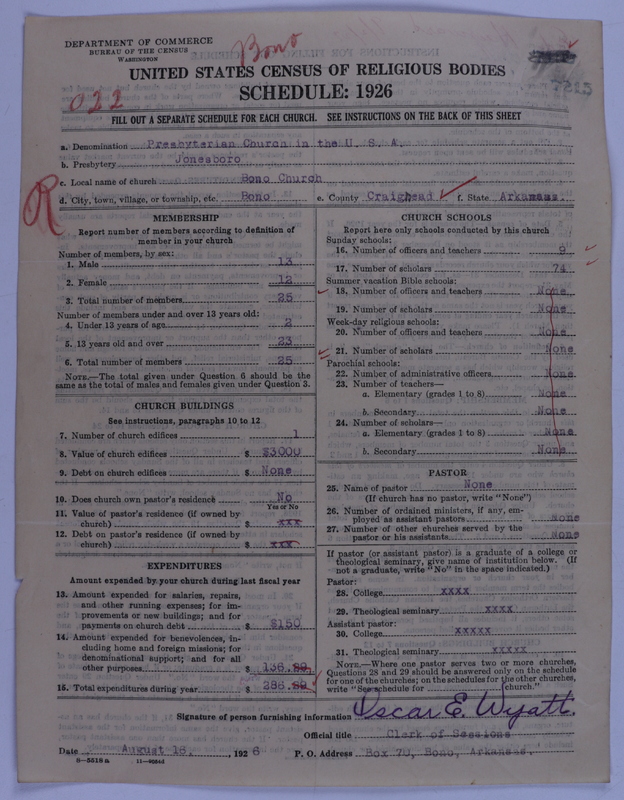 DEPARTMENT OF COMMERCE
BUREAU OF THE CENSUS
WASHINGTON
Bono
022
UNITED STATES CENSUS OF RELIGIOUS BODIES
SCHEDULE: 1926
FILL OUT A SEPARATE SCHEDULE FOR EACH CHURCH. SEE INSTRUCTIONS ON THE BACK OF THIS SHEET
a. Denomination Presbyterian Church in the U. S. A.
b. Presbytery Jonesboro
c. Local name of church Bono Church
R
d. City, town, village, or township, etc. Bono e. County Craighead f. State Arkansas.
MEMBERSHIP
Report number of members according to definition of
member in your church
Number of members, by sex:
1. Male 13
2. Female 12
3. Total number of members 25
Number of members under and over 13 years old:
4. Under 13 years of age 2
5. 13 years old and over 23
6. Total number of members 25
NOTE.—The total given under Question 6 should be the
same as the total of males and females given under Question 3.
CHURCH BUILDINGS
See instructions, paragraphs 10 to 12
7. Number of church edifices 1
8. Value of church edifices $ $3000
9. Debt on church edifices $ None
10. Does church own pastor's residence No
Yes or No
11. Value of pastor's residence (if owned by
church) $ xxx
12. Debt on pastor's residence (if owned by
church) $ xxx
EXPENDITURES
Amount expended by your church during last fiscal year
13. Amount expended for salaries, repairs,
and other running expenses; for im-
provements or new buildings; and for
payments on church debt $150
14. Amount expended for benevolences, in-
cluding home and foreign missions; for
denominational support; and for all
other purposes $ 136.89
15. Total expenditures during year $ 286.89
CHURCH SCHOOLS
Report here only schools conducted by this church
Sunday schools:
16. Number of officers and teachers 9
17. Number of scholars 74
Summer vacation Bible schools:
18. Number of officers and teachers None
19. Number of scholars None
Week-day religious schools:
20. Number of officers and teachers None
21. Number of scholars None
Parochial schools:
22. Number of administrative officers None
23. Number of teachers—
a. Elementary (grades 1 to 8) None
b. Secondary None
24. Number of scholars—
a. Elementary (grades 1 to 8) None
b. Secondary None
PASTOR
25. Name of pastor None
(If church has no pastor, write "None")
26. Number of ordained ministers, if any, em-
ployed as assistant pastors None
27. Number of other churches served by the
pastor or his assistants None
If pastor (or assistant pastor) is a graduate of a college or
theological seminary, give name of institution below. (If
not a graduate, write "No" in the space indicated.)
Pastor:
28. College xxxx
29. Theological seminary xxxx
Assistant pastor:
30. College xxxxx
31. Theological seminary xxxxx
NOTE.—Where one pastor serves two or more churches,
Questions 28 and 29 should be answered only on the schedule
for one of the churches; on the schedules for the other churches,
write "See schedule for church."
Signature of person furnishing information Oscar E. Wyatt
Official title Clerk of Sessions
Date August 16, 1926 P. O. Address Box 70, Bono, Arkansas.
8-5518a 11-9064d